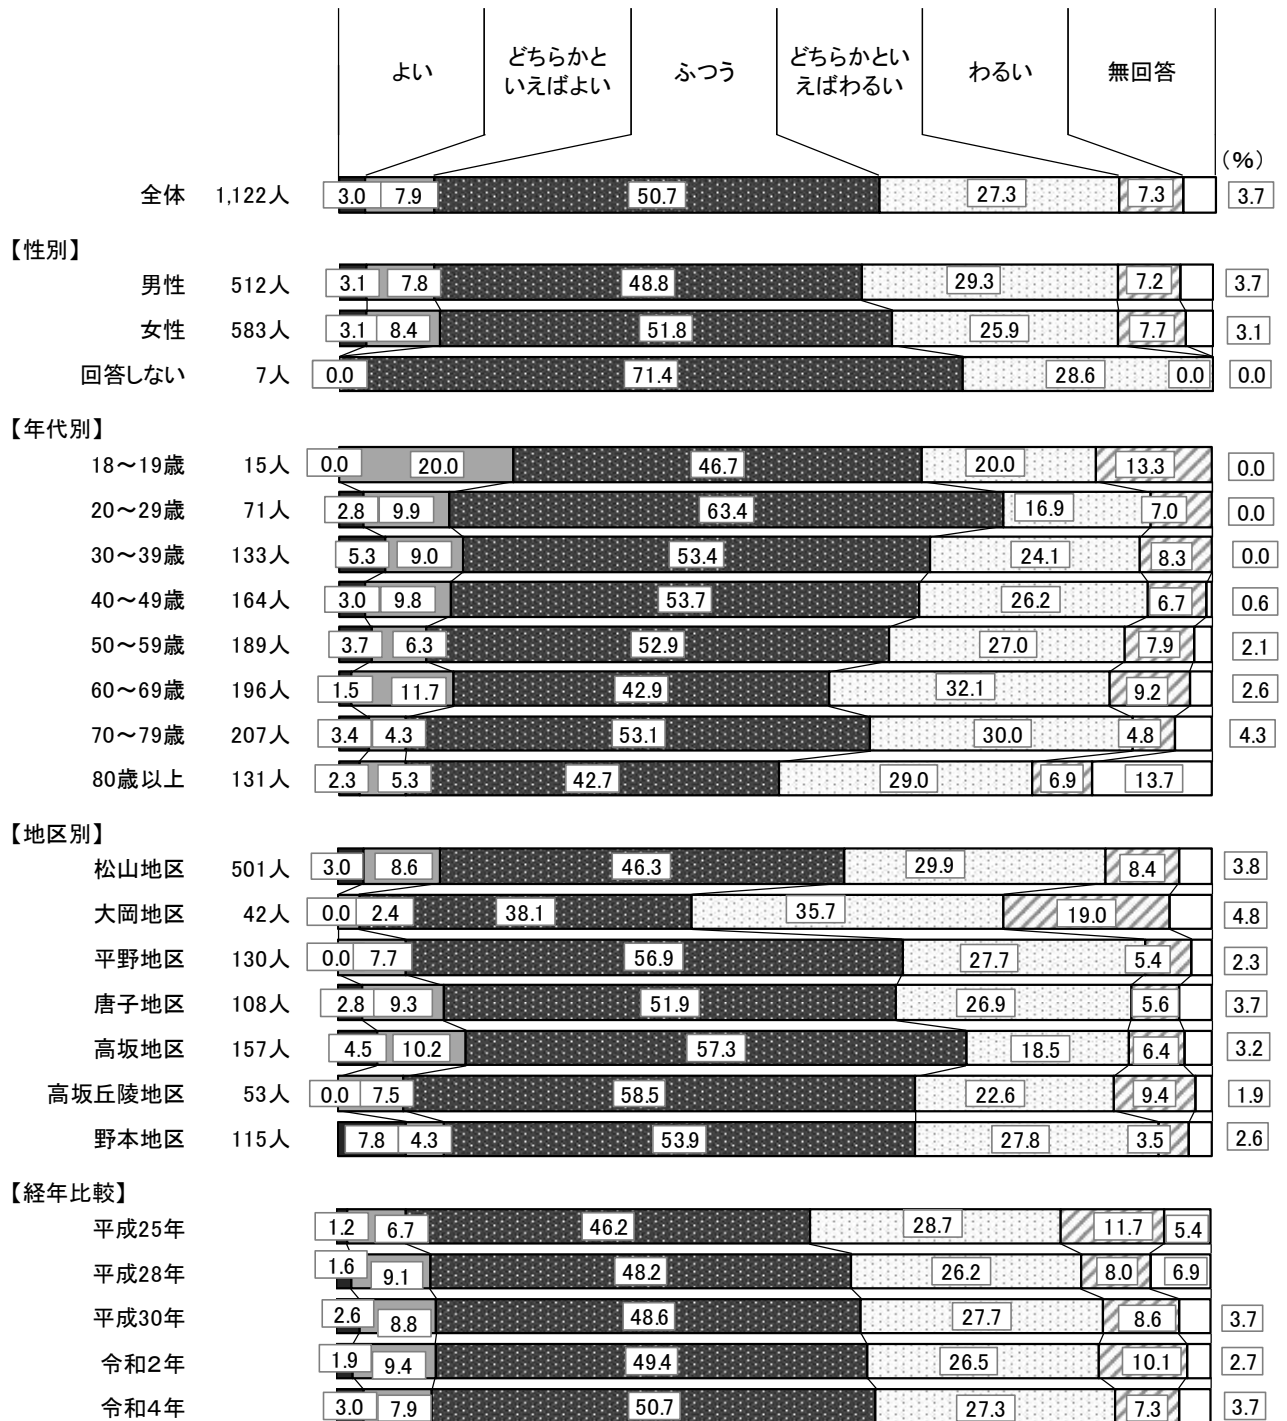 よい
どちらかと
いえばよい
ふつう
どちらかとい
えばわるい
わるい
無回答
(%)
全体 1,122人 3.0 7.9 50.7 27.3 7.3 3.7
【性別】
男性 512人 3.1 7.8 48.8 29.3 7.2 3.7
女性 583人 3.1 8.4 51.8 25.9 7.7 3.1
回答しない 7人 0.0 71.4 28.6 0.0 0.0
【年代別】
18～19歳 15人 0.0 20.0 46.7 20.0 13.3 0.0
20～29歳 71人 2.8 9.9 63.4 16.9 7.0 0.0
30～39歳 133人 5.3 9.0 53.4 24.1 8.3 0.0
40～49歳 164人 3.0 9.8 53.7 26.2 6.7 0.6
50～59歳 189人 3.7 6.3 52.9 27.0 7.9 2.1
60～69歳 196人 1.5 11.7 42.9 32.1 9.2 2.6
70～79歳 207人 3.4 4.3 53.1 30.0 4.8 4.3
80歳以上 131人 2.3 5.3 42.7 29.0 6.9 13.7
【地区別】
松山地区 501人 3.0 8.6 46.3 29.9 8.4 3.8
大岡地区 42人 0.0 2.4 38.1 35.7 19.0 4.8
平野地区 130人 0.0 7.7 56.9 27.7 5.4 2.3
唐子地区 108人 2.8 9.3 51.9 26.9 5.6 3.7
高坂地区 157人 4.5 10.2 57.3 18.5 6.4 3.2
高坂丘陵地区 53人 0.0 7.5 58.5 22.6 9.4 1.9
野本地区 115人 7.8 4.3 53.9 27.8 3.5 2.6
【経年比較】
平成25年 1.2 6.7 46.2 28.7 11.7 5.4
平成28年 1.6 9.1 48.2 26.2 8.0 6.9
平成30年 2.6 8.8 48.6 27.7 8.6 3.7
令和2年 1.9 9.4 49.4 26.5 10.1 2.7
令和4年 3.0 7.9 50.7 27.3 7.3 3.7